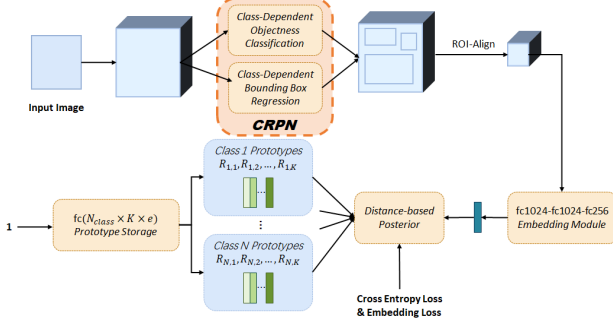 Class-Dependent
Objectness
Classification
Class-Dependent
Bounding Box
Regression
CRPN
Input Image
ROI-Align
Class 1 Prototypes
R1,1, R1,2, ..., R1,K
...
fc(Nclass × K × e)
Prototype Storage
1
...
Class N Prototypes
RN,1, RN,2, ..., RN,K
...
Distance-based
Posterior
fc1024-fc1024-fc256
Embedding Module
Cross Entropy Loss
& Embedding Loss